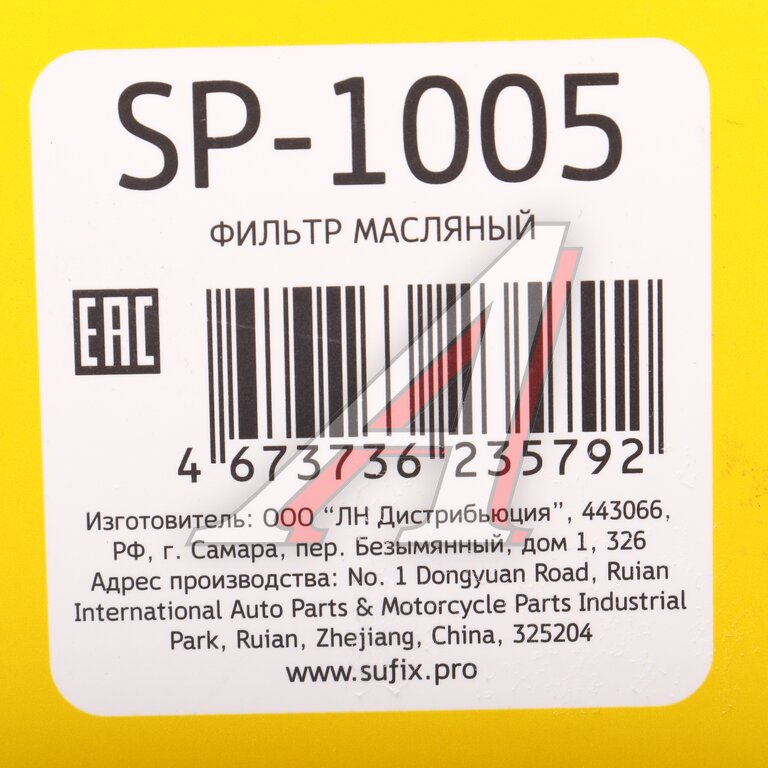 SP-1005
ФИЛЬТР МАСЛЯНЫЙ
EAC
4 673736 235792
Изготовитель: ООО “ЛН Дистрибьюция”, 443066,
РФ, г. Самара, пер. Безымянный, дом 1, 326
Адрес производства: No. 1 Dongyuan Road, Ruian
International Auto Parts & Motorcycle Parts Industrial
Park, Ruian, Zhejiang, China, 325204
www.sufix.pro